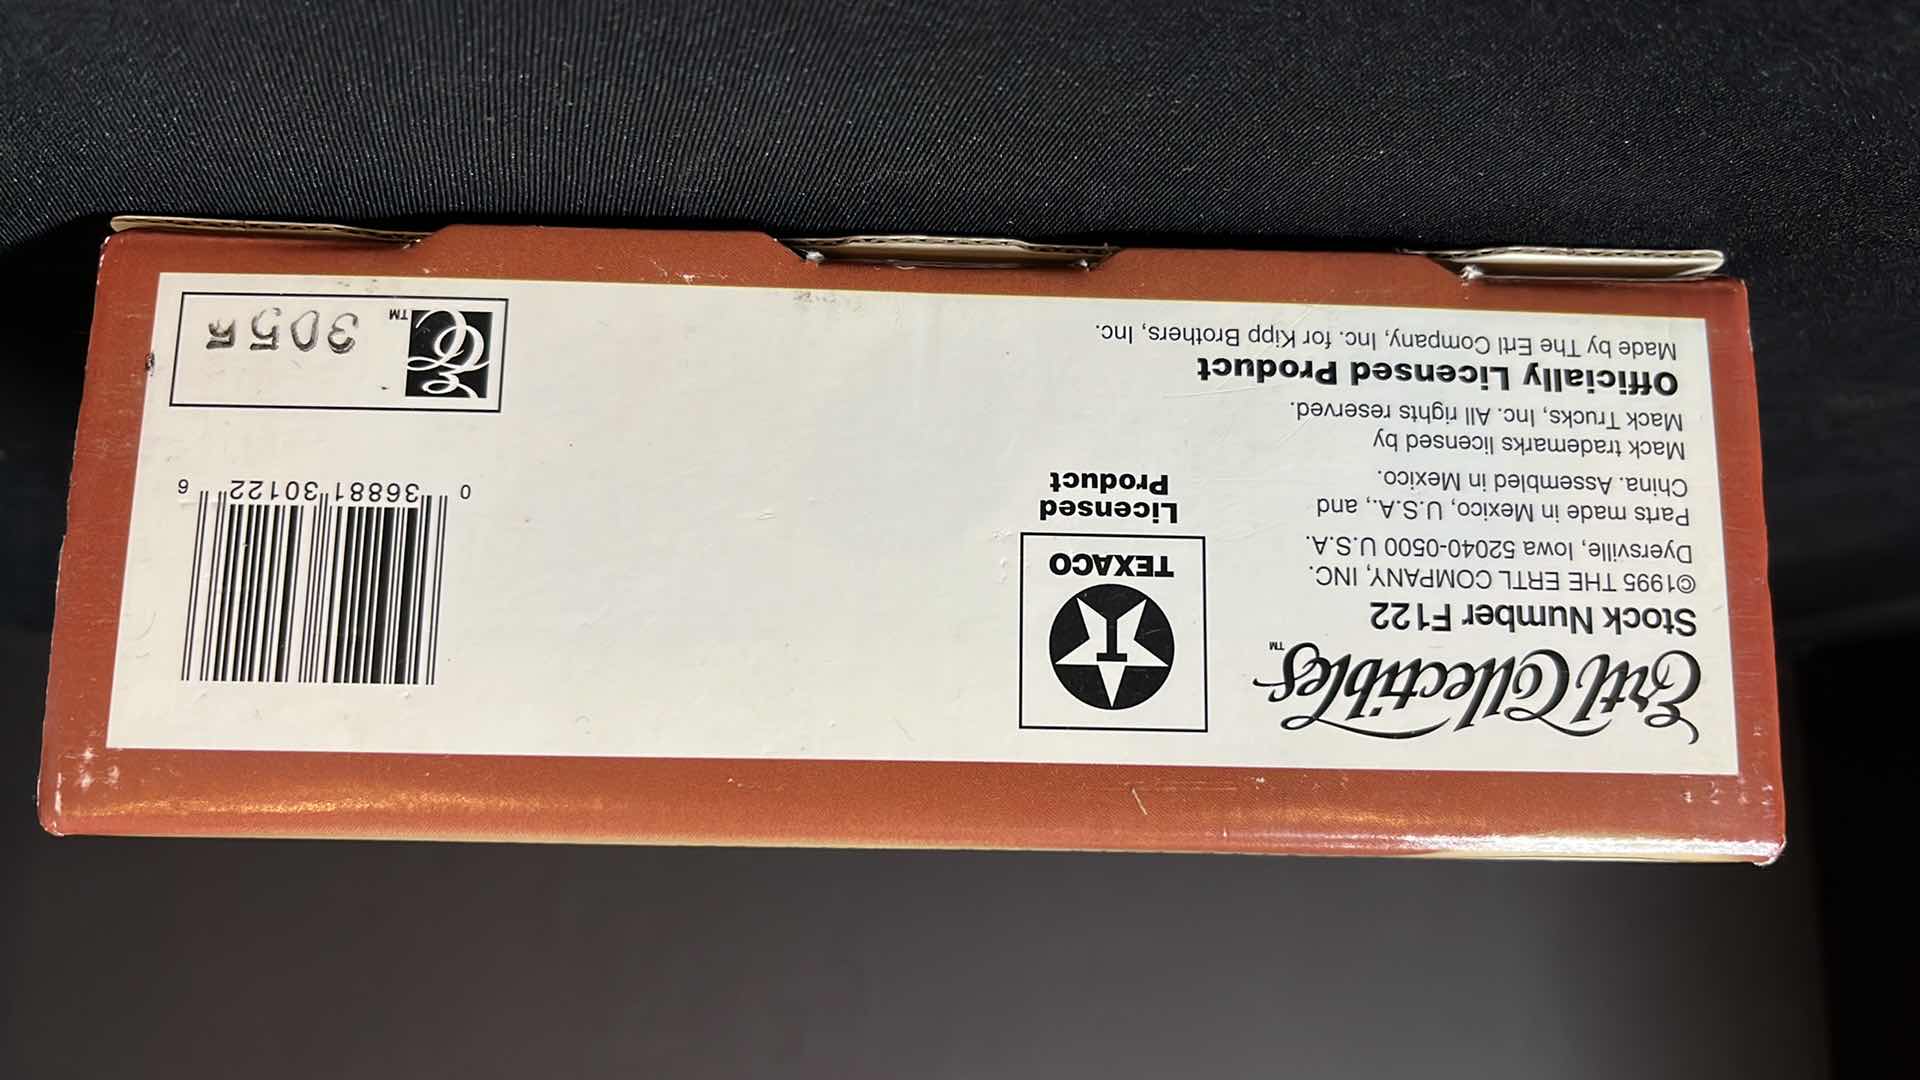 Ertl Collectibles™
Stock Number F122
©1995 THE ERTL COMPANY, INC.
Dyersville, Iowa 52040-0500 U.S.A.
Parts made in Mexico, U.S.A., and
China. Assembled in Mexico.
Mack trademarks licensed by
Mack Trucks, Inc. All rights reserved.
Officially Licensed Product
Made by The Ertl Company, Inc. for Kipp Brothers, Inc.
T
TEXACO
Licensed
Product
0 36881 30122 6
EC™